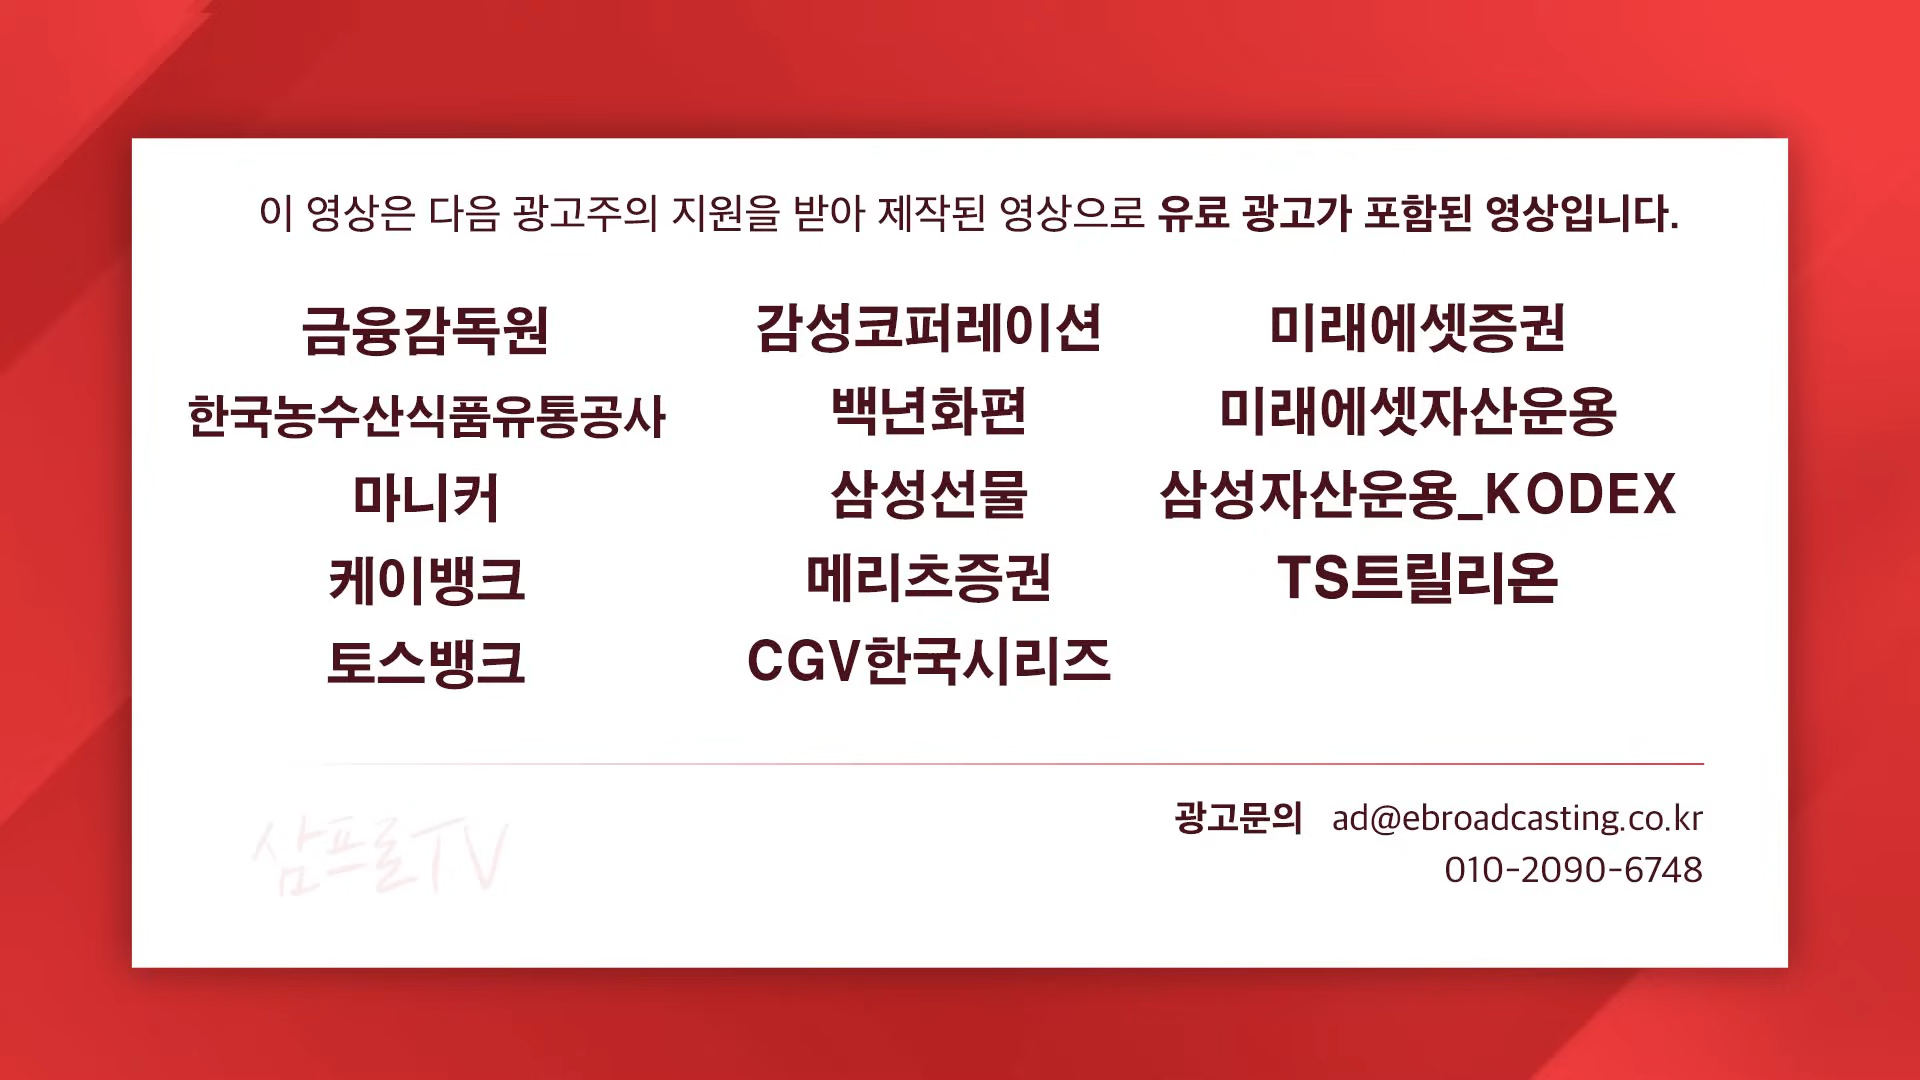 이 영상은 다음 광고주의 지원을 받아 제작된 영상으로 유료 광고가 포함된 영상입니다.
금융감독원
한국농수산식품유통공사
마니커
케이뱅크
토스뱅크
감성코퍼레이션
백년화편
삼성선물
메리츠증권
CGV한국시리즈
미래에셋증권
미래에셋자산운용
삼성자산운용_KODEX
TS트릴리온
삼프로TV
광고문의 ad@ebroadcasting.co.kr
010-2090-6748